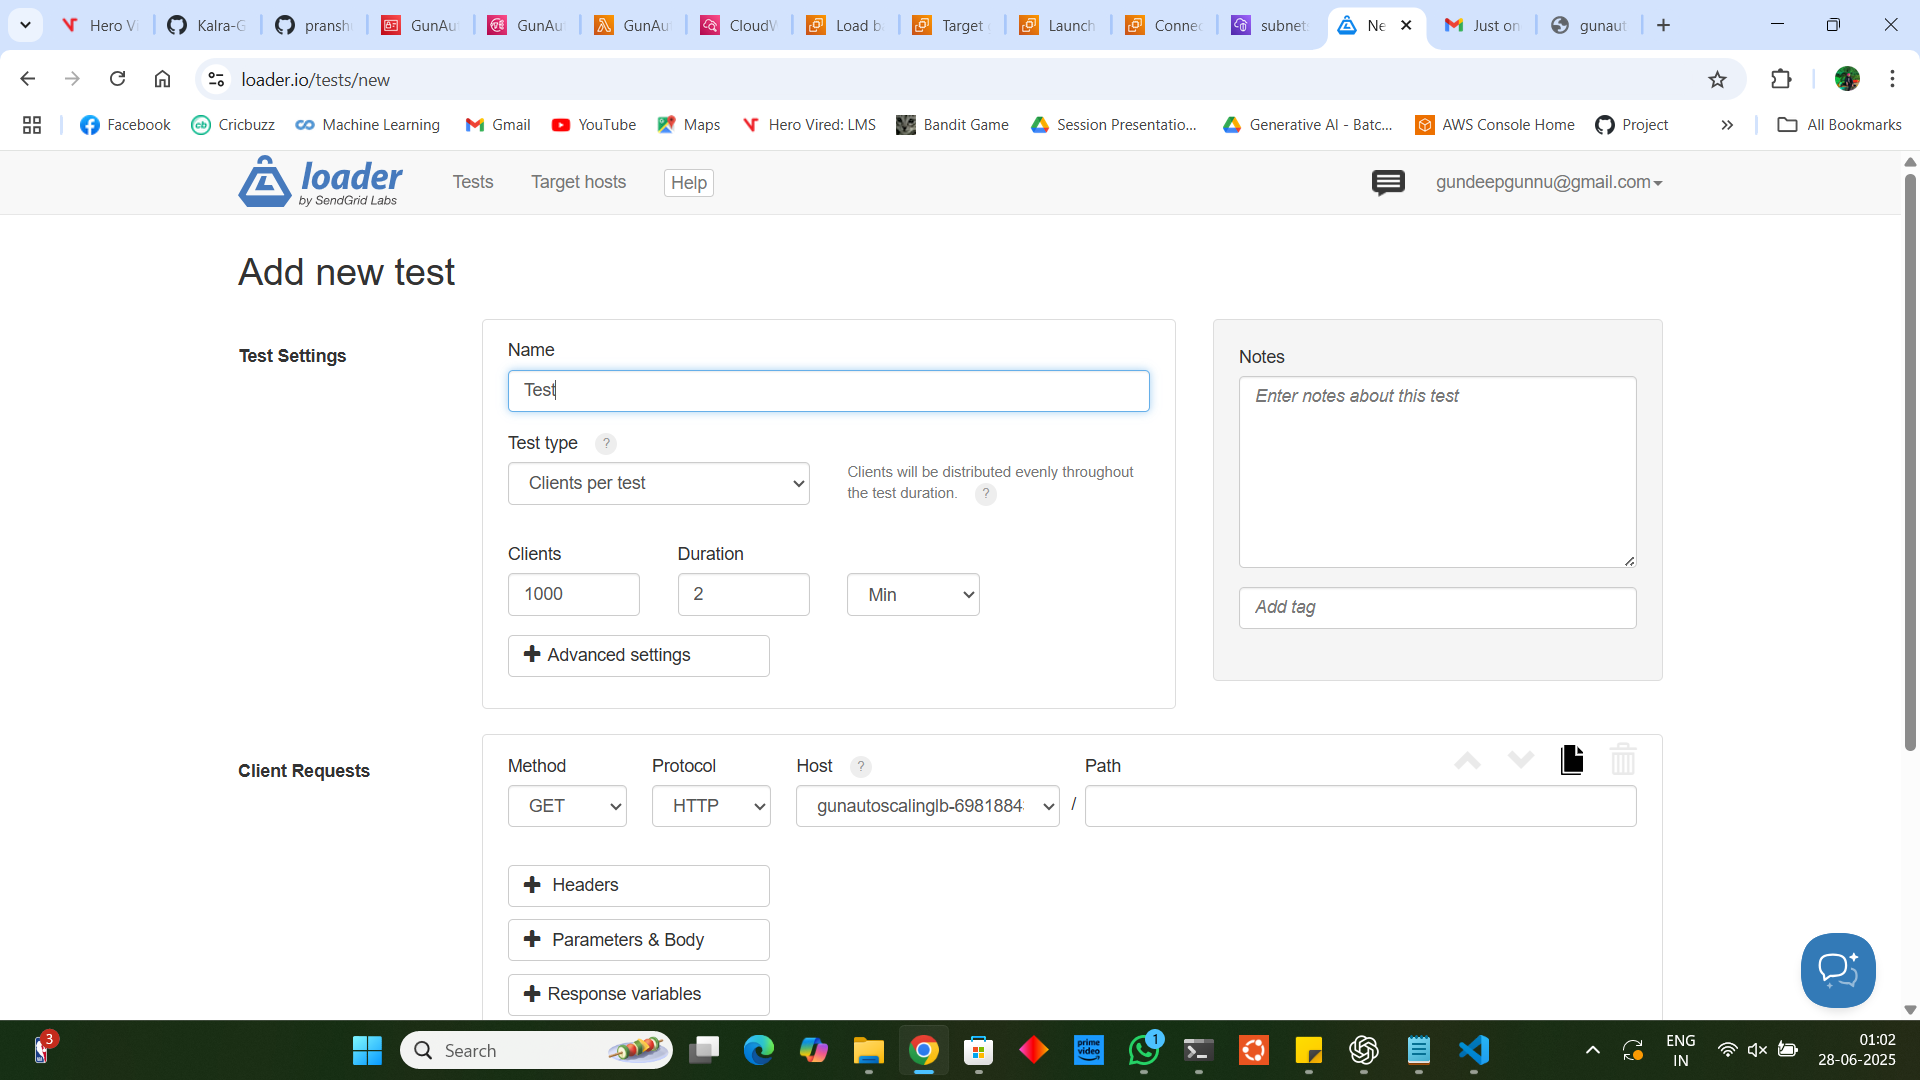 Hero Vi
Kalra-G
pransh
GunAu
GunAu
GunAu
CloudW
Load b
Target
Launch
Connec
subnet
Ne
Just on
gunaut
loader.io/tests/new
Facebook
Cricbuzz
Machine Learning
Gmail
YouTube
Maps
Hero Vired: LMS
Bandit Game
Session Presentatio...
Generative AI - Batc...
AWS Console Home
Project
All Bookmarks
loader
by SendGrid Labs
Tests
Target hosts
Help
gundeepgunnu@gmail.com
Add new test
Test Settings
Name
Test
Test type ?
Clients per test
Clients will be distributed evenly throughout
the test duration. ?
Clients
Duration
1000
2
Min
+ Advanced settings
Notes
Enter notes about this test
Add tag
Client Requests
Method
Protocol
Host ?
Path
GET
HTTP
gunautoscalinglb-6981884
/
+ Headers
+ Parameters & Body
+ Response variables
3
Search
prime video
1
ENG
IN
01:02
28-06-2025